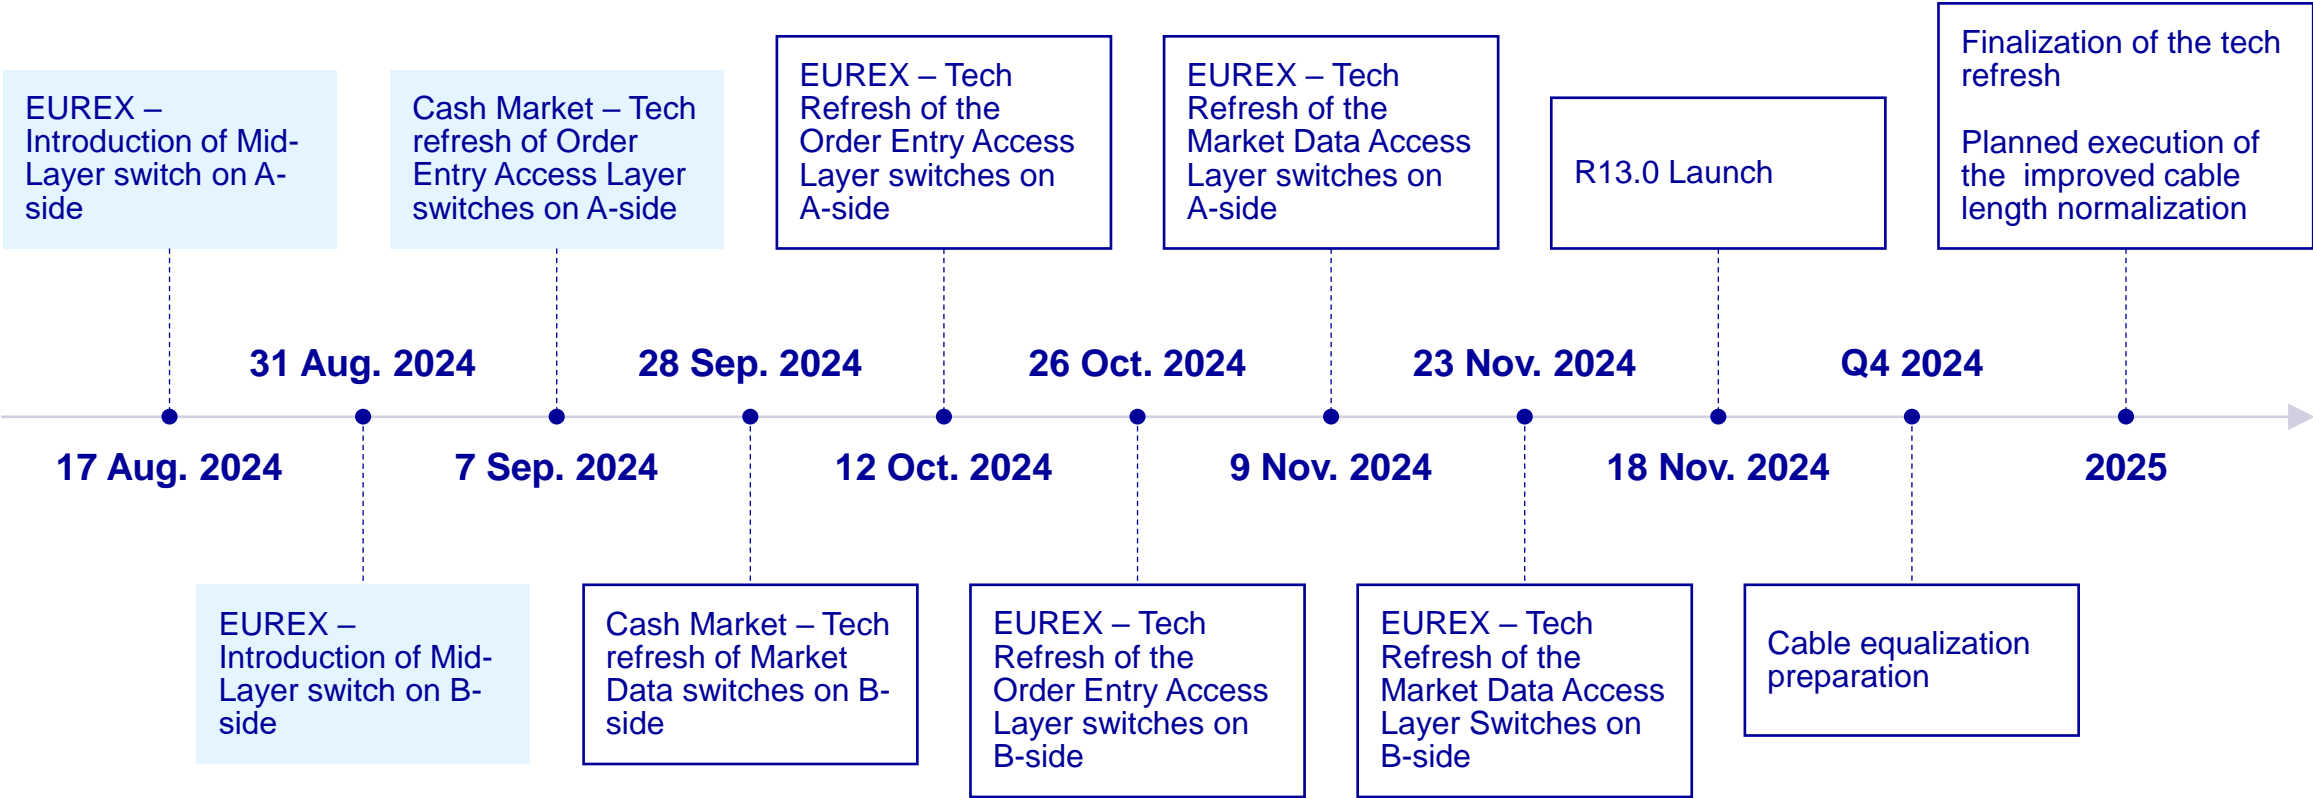 EUREX –
Introduction of Mid-
Layer switch on A-
side
Cash Market – Tech
refresh of Order
Entry Access Layer
switches on A-side
EUREX – Tech
Refresh of the
Order Entry Access
Layer switches on
A-side
EUREX – Tech
Refresh of the
Market Data Access
Layer switches on
A-side
R13.0 Launch
Finalization of the tech
refresh
Planned execution of
the  improved cable
length normalization
31 Aug. 2024
28 Sep. 2024
26 Oct. 2024
23 Nov. 2024
Q4 2024
17 Aug. 2024
7 Sep. 2024
12 Oct. 2024
9 Nov. 2024
18 Nov. 2024
2025
EUREX –
Introduction of Mid-
Layer switch on B-
side
Cash Market – Tech
refresh of Market
Data switches on B-
side
EUREX – Tech
Refresh of the
Order Entry Access
Layer switches on
B-side
EUREX – Tech
Refresh of the
Market Data Access
Layer Switches on
B-side
Cable equalization
preparation